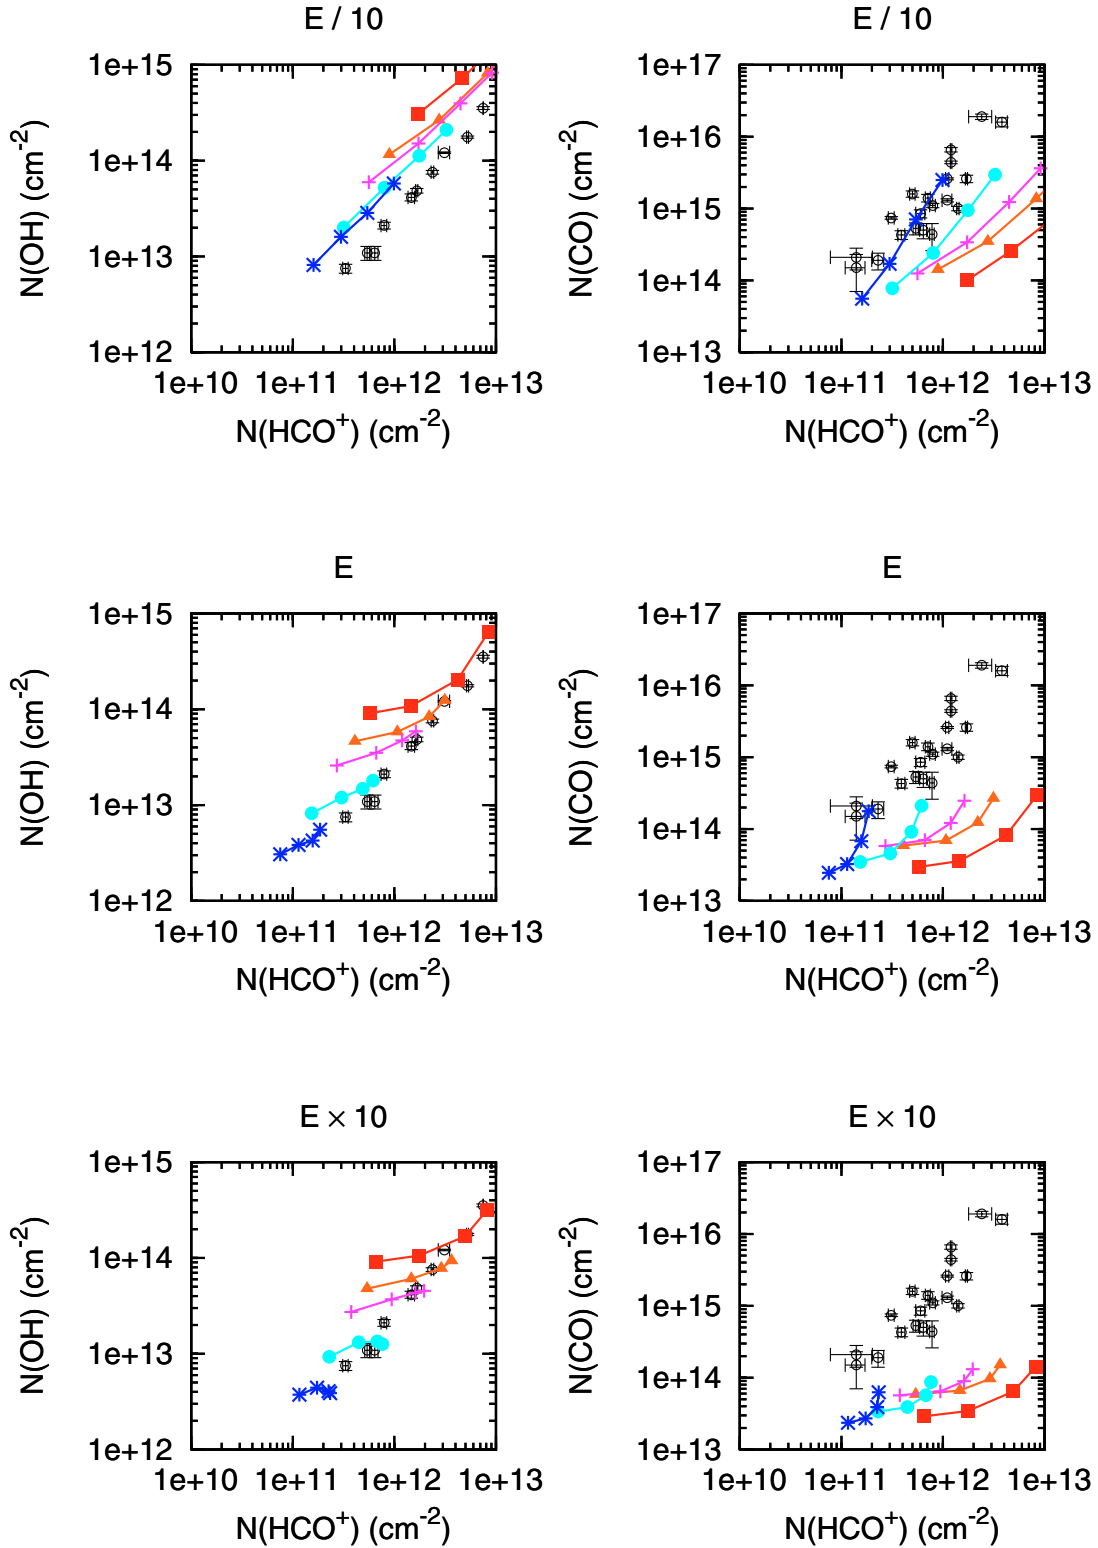 E / 10
E / 10
1e+15
1e+14
1e+13
1e+12
N(OH) (cm⁻²)
1e+10 1e+11 1e+12 1e+13
N(HCO⁺) (cm⁻²)
1e+17
1e+16
1e+15
1e+14
1e+13
N(CO) (cm⁻²)
1e+10 1e+11 1e+12 1e+13
N(HCO⁺) (cm⁻²)
E
E
1e+15
1e+14
1e+13
1e+12
N(OH) (cm⁻²)
1e+10 1e+11 1e+12 1e+13
N(HCO⁺) (cm⁻²)
1e+17
1e+16
1e+15
1e+14
1e+13
N(CO) (cm⁻²)
1e+10 1e+11 1e+12 1e+13
N(HCO⁺) (cm⁻²)
E × 10
E × 10
1e+15
1e+14
1e+13
1e+12
N(OH) (cm⁻²)
1e+10 1e+11 1e+12 1e+13
N(HCO⁺) (cm⁻²)
1e+17
1e+16
1e+15
1e+14
1e+13
N(CO) (cm⁻²)
1e+10 1e+11 1e+12 1e+13
N(HCO⁺) (cm⁻²)